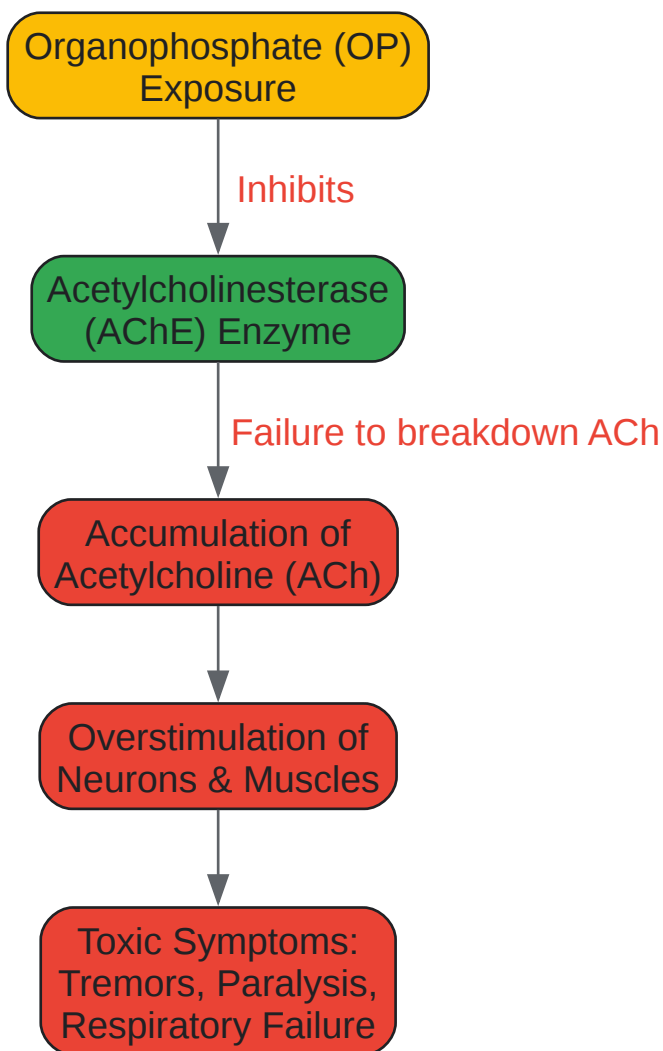 Organophosphate (OP)
Exposure
Inhibits
Acetylcholinesterase
(AChE) Enzyme
Failure to breakdown ACh
Accumulation of
Acetylcholine (ACh)
Overstimulation of
Neurons & Muscles
Toxic Symptoms:
Tremors, Paralysis,
Respiratory Failure